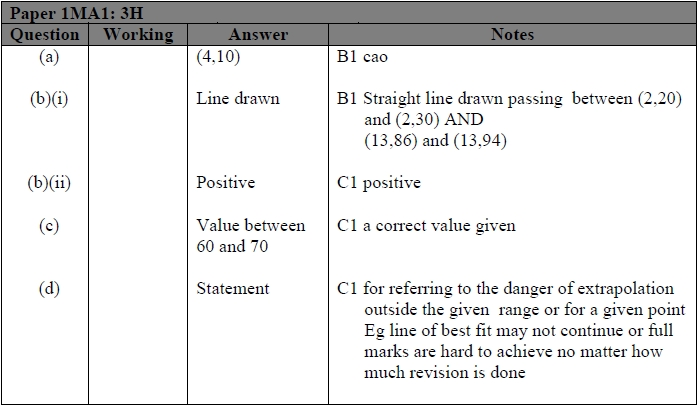 Paper 1MA1: 3H
Question Working Answer Notes
(a) (4,10) B1 cao
(b)(i) Line drawn B1 Straight line drawn passing between (2,20)
and (2,30) AND
(13,86) and (13,94)
(b)(ii) Positive C1 positive
(c) Value between C1 a correct value given
60 and 70
(d) Statement C1 for referring to the danger of extrapolation
outside the given range or for a given point
Eg line of best fit may not continue or full
marks are hard to achieve no matter how
much revision is done